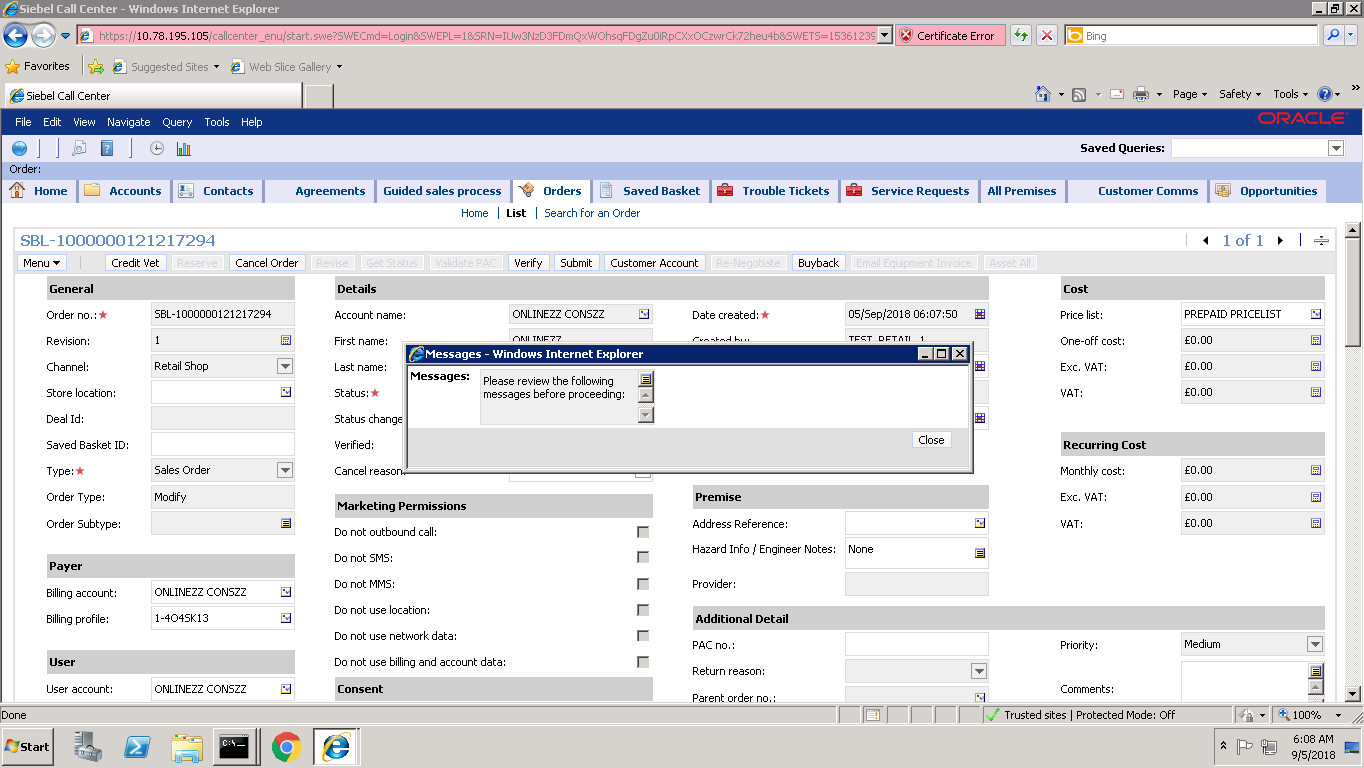 Siebel Call Center - Windows Internet Explorer
https://10.78.195.105/callcenter_enu/start.swe?SWECmd=Login&SWEPL=1&SRN=
Certificate Error
Bing
Favorites
Suggested Sites
Web Slice Gallery
Siebel Call Center
Page
Safety
Tools
File Edit View Navigate Query Tools Help
ORACLE
Saved Queries:
Order:
Home Accounts Contacts Agreements Guided sales process Orders Saved Basket Trouble Tickets Service Requests All Premises Customer Comms Opportunities
Home List Search for an Order
SBL-1000000121217294
1 of 1
Menu Credit Vet Reserve Cancel Order Revise Get Status Validate PAC Verify Submit Customer Account Re-Negotiate Buyback Email Equipment Invoice Asset All
General
Order no.: SBL-1000000121217294
Revision: 1
Channel: Retail Shop
Store location:
Deal Id:
Saved Basket ID:
Type: Sales Order
Order Type: Modify
Order Subtype:
Payer
Billing account: ONLINEZZ CONSZZ
Billing profile: 1-4O4SK13
User
User account: ONLINEZZ CONSZZ
Details
Account name: ONLINEZZ CONSZZ
First name: ONLINEZZ
Last name:
Status:
Status change
Verified:
Cancel reason:
Date created: 05/Sep/2018 06:07:50
Created by: TEST_RETAIL_1
Messages - Windows Internet Explorer
Messages: Please review the following
messages before proceeding:
Close
Marketing Permissions
Do not outbound call:
Do not SMS:
Do not MMS:
Do not use location:
Do not use network data:
Do not use billing and account data:
Consent
Premise
Address Reference:
Hazard Info / Engineer Notes: None
Provider:
Additional Detail
PAC no.:
Return reason:
Parent order no.:
Priority: Medium
Comments:
Cost
Price list: PREPAID PRICELIST
One-off cost: £0.00
Exc. VAT: £0.00
VAT: £0.00
Recurring Cost
Monthly cost: £0.00
Exc. VAT: £0.00
VAT: £0.00
Done
Trusted sites | Protected Mode: Off
100%
Start
6:08 AM
9/5/2018